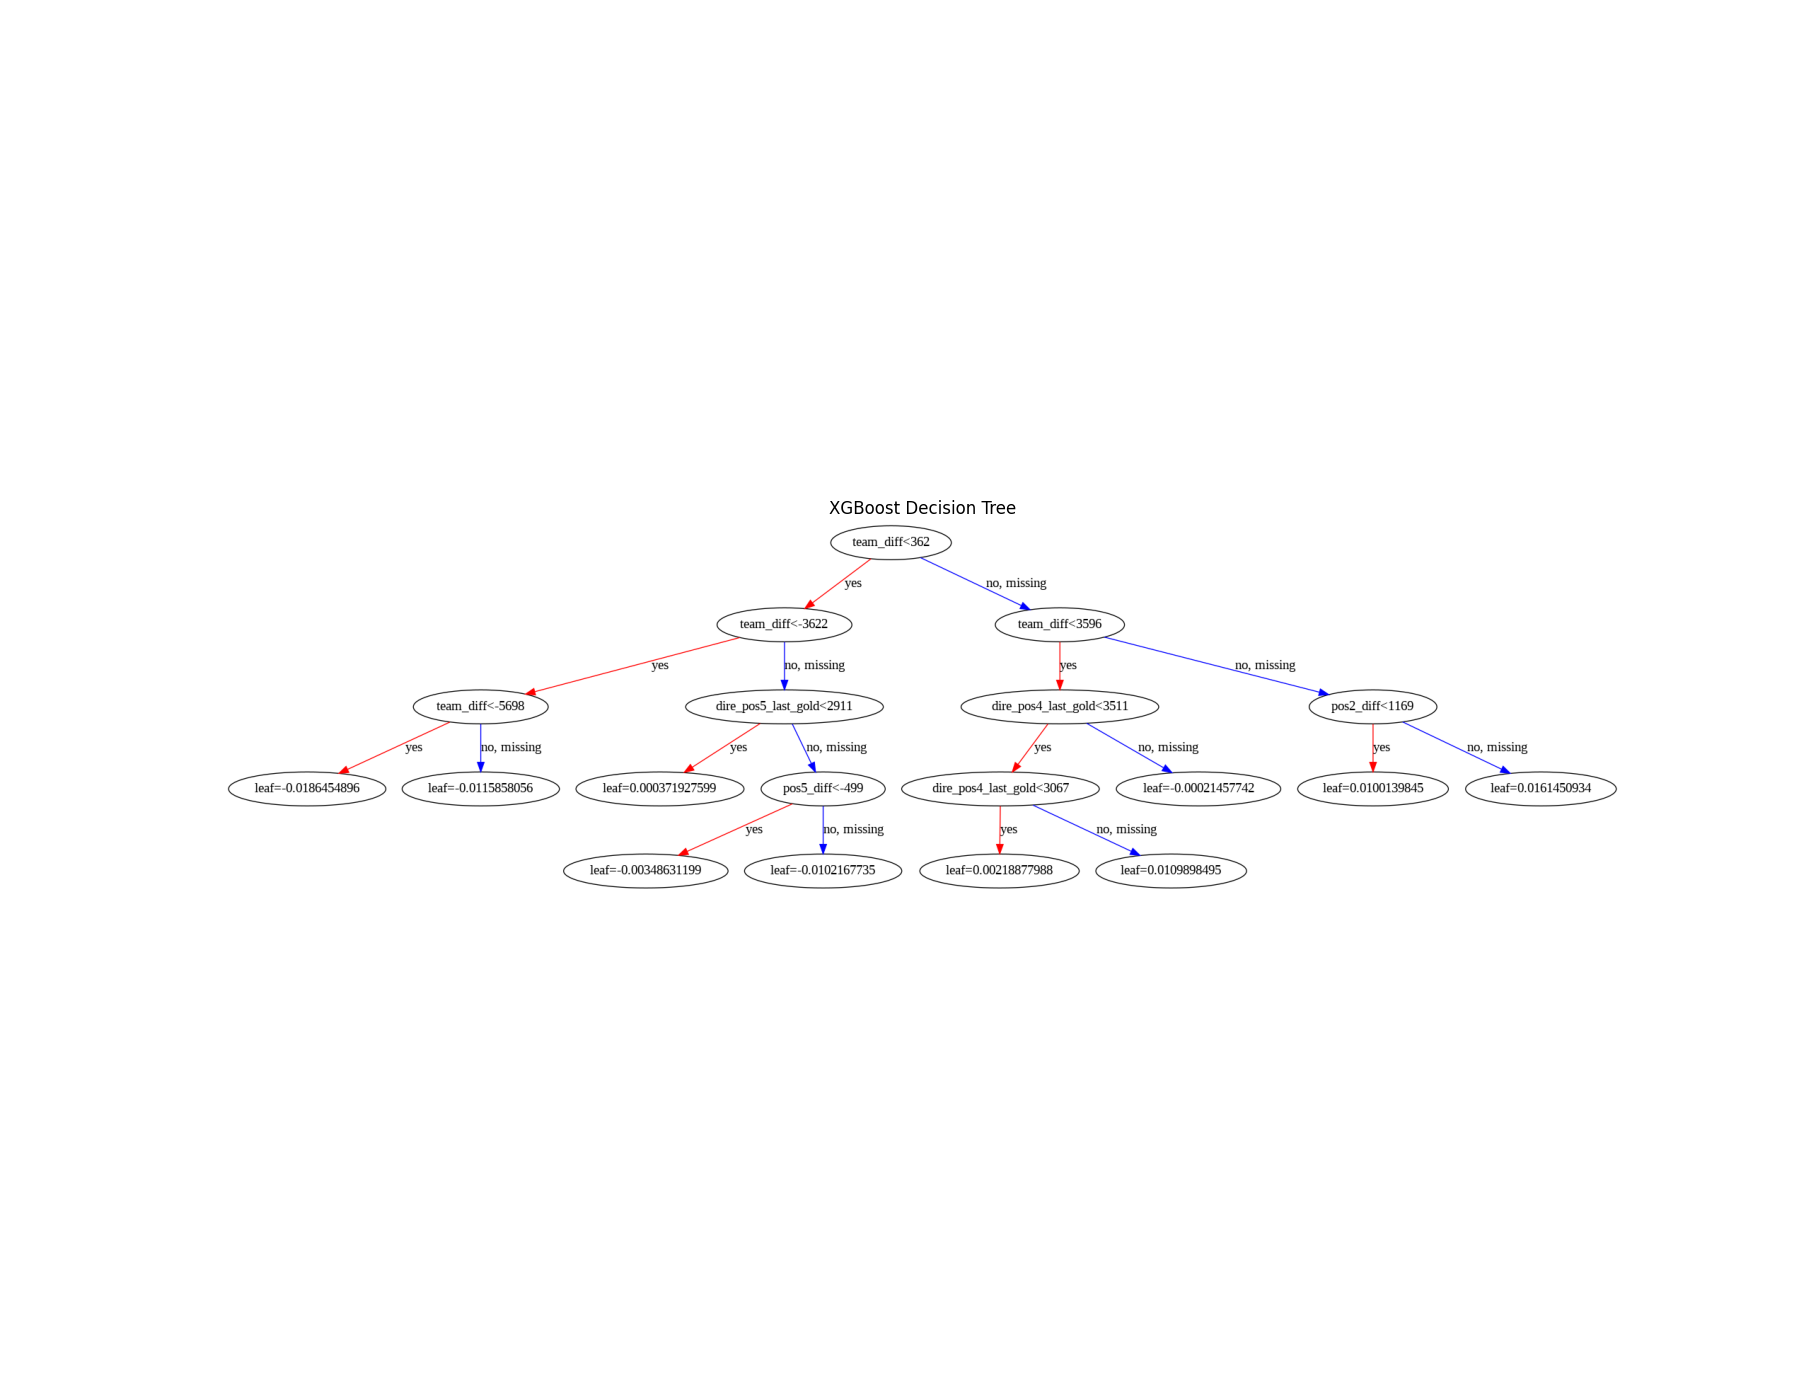 XGBoost Decision Tree
team_diff<362
yes
no, missing
team_diff<-3622
team_diff<3596
yes
no, missing
yes
no, missing
team_diff<-5698
dire_pos5_last_gold<2911
dire_pos4_last_gold<3511
pos2_diff<1169
yes
no, missing
yes
no, missing
yes
no, missing
yes
no, missing
leaf=-0.0186454896
leaf=-0.0115858056
leaf=0.000371927599
pos5_diff<-499
dire_pos4_last_gold<3067
leaf=-0.00021457742
leaf=0.0100139845
leaf=0.0161450934
yes
no, missing
yes
no, missing
leaf=-0.00348631199
leaf=-0.0102167735
leaf=0.00218877988
leaf=0.0109898495